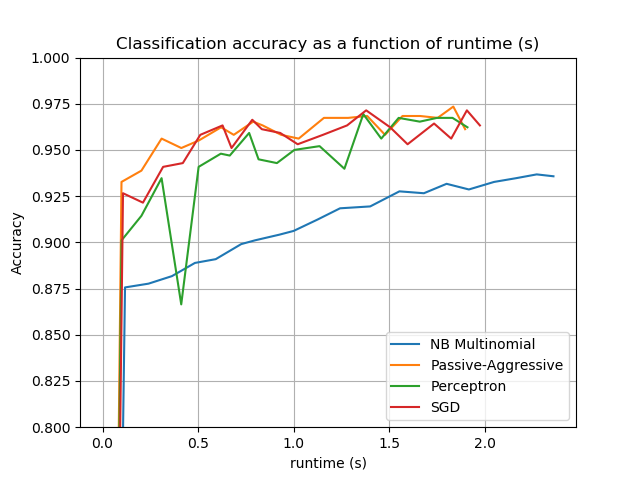 Classification accuracy as a function of runtime (s)
1.000
0.975
0.950
0.925
0.900
0.875
0.850
0.825
0.800
Accuracy
NB Multinomial
Passive-Aggressive
Perceptron
SGD
0.0 0.5 1.0 1.5 2.0
runtime (s)